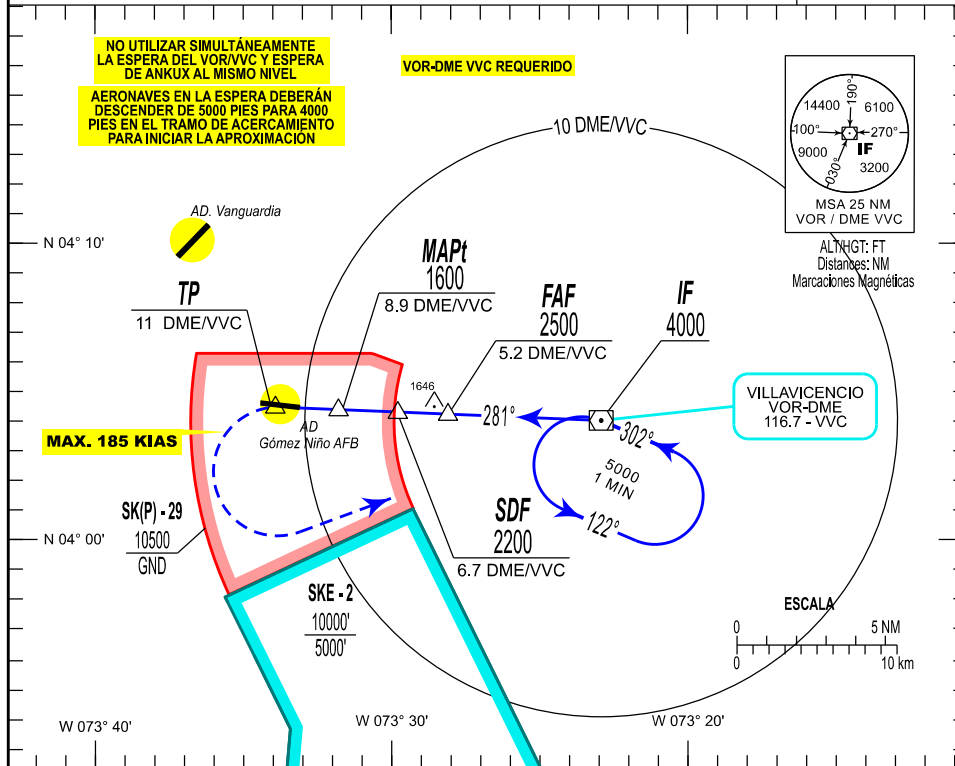 NO UTILIZAR SIMULTÁNEAMENTE
LA ESPERA DEL VOR/VVC Y ESPERA
DE ANKUX AL MISMO NIVEL
AERONAVES EN LA ESPERA DEBERÁN
DESCENDER DE 5000 PIES PARA 4000
PIES EN EL TRAMO DE ACERCAMIENTO
PARA INICIAR LA APROXIMACIÓN
VOR-DME VVC REQUERIDO
10 DME/VVC
190°
14400
6100
100°
270°
IF
9000
3200
030°
MSA 25 NM
VOR / DME VVC
ALT/HGT: FT
Distances: NM
Marcaciones Magnéticas
AD. Vanguardia
N 04° 10'
TP
11 DME/VVC
MAPt
1600
8.9 DME/VVC
FAF
2500
5.2 DME/VVC
IF
4000
VILLAVICENCIO
VOR-DME
116.7 - VVC
1646
281°
302°
5000
1 MIN
122°
AD
Gómez Niño AFB
MAX. 185 KIAS
SK(P) - 29
10500
GND
SDF
2200
6.7 DME/VVC
N 04° 00'
SKE - 2
10000'
5000'
ESCALA
0
5 NM
0
10 km
W 073° 40'
W 073° 30'
W 073° 20'